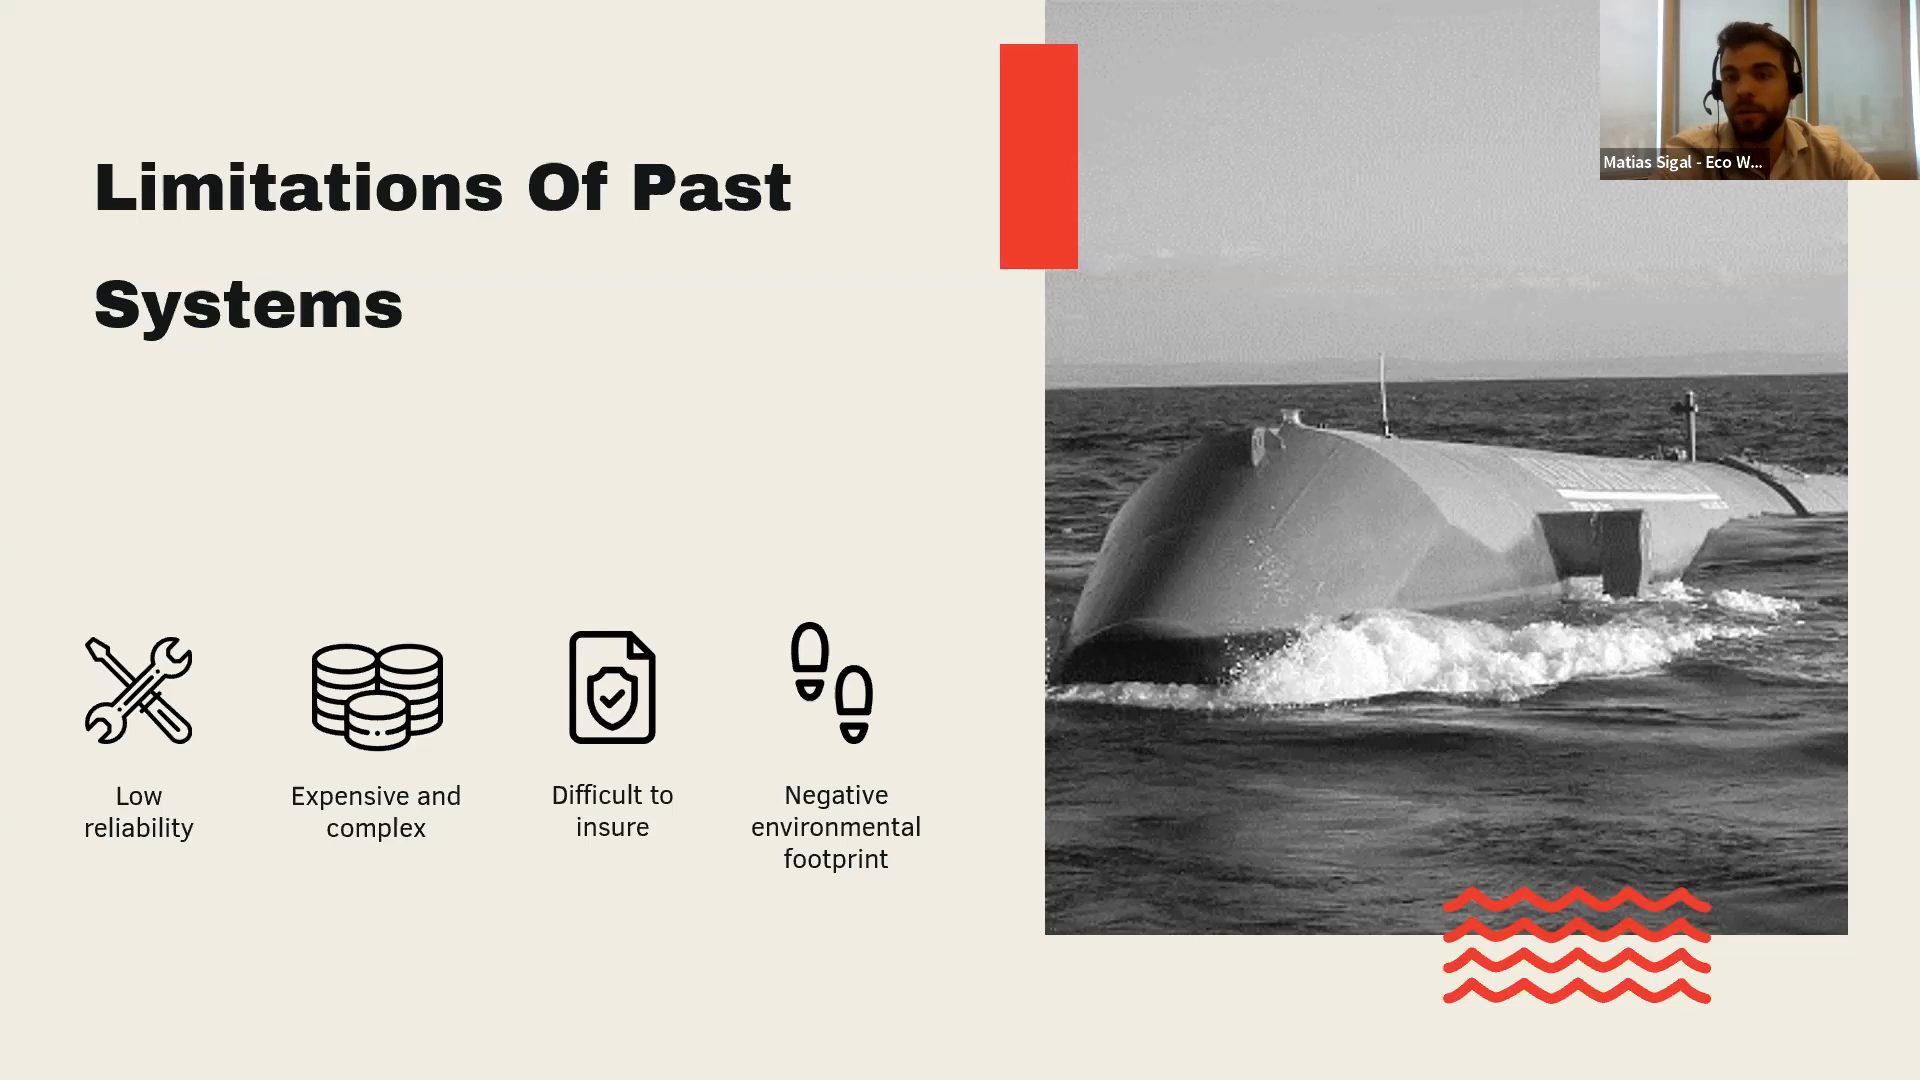 Limitations Of Past
Systems
Matias Sigal - Eco W...
Low
reliability
Expensive and
complex
Difficult to
insure
Negative
environmental
footprint